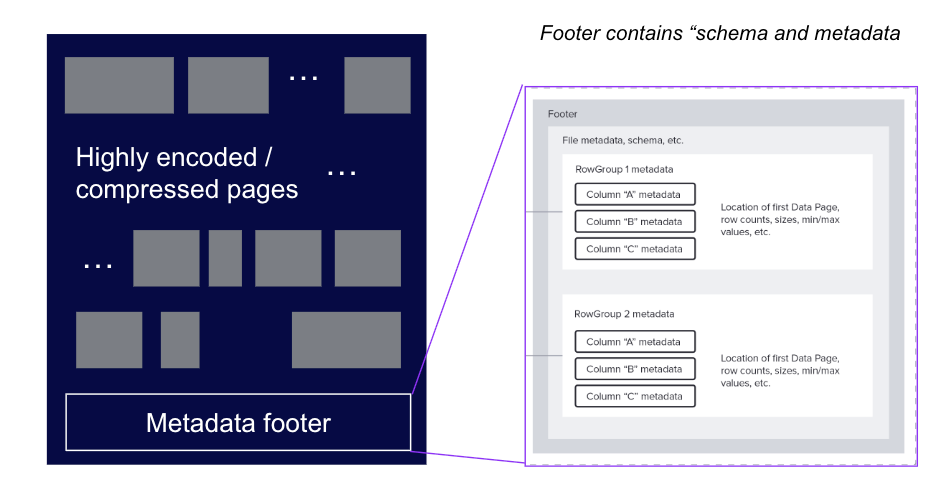 Footer contains “schema and metadata
...
Highly encoded /
compressed pages
...
...
Metadata footer
Footer
File metadata, schema, etc.
RowGroup 1 metadata
Column “A” metadata
Column “B” metadata
Column “C” metadata
Location of first Data Page,
row counts, sizes, min/max
values, etc.
RowGroup 2 metadata
Column “A” metadata
Column “B” metadata
Column “C” metadata
Location of first Data Page,
row counts, sizes, min/max
values, etc.